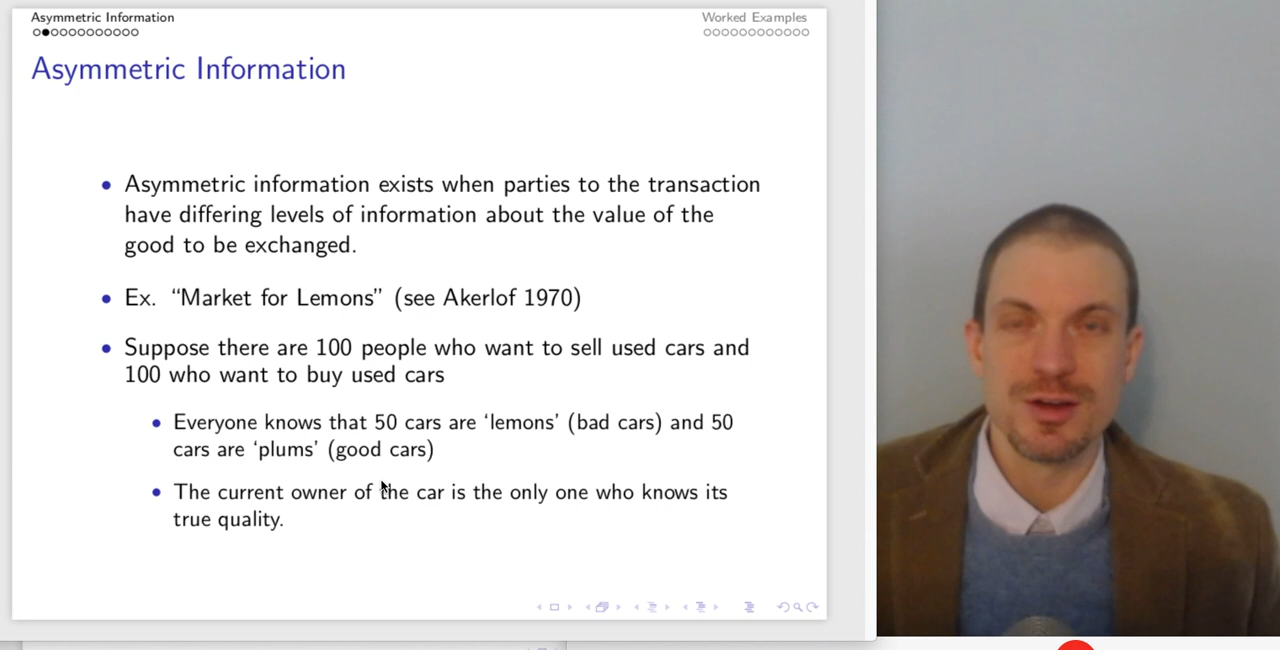 Asymmetric Information
Worked Examples
Asymmetric Information
• Asymmetric information exists when parties to the transaction
have differing levels of information about the value of the
good to be exchanged.
• Ex. “Market for Lemons” (see Akerlof 1970)
• Suppose there are 100 people who want to sell used cars and
100 who want to buy used cars
• Everyone knows that 50 cars are ‘lemons’ (bad cars) and 50
cars are ‘plums’ (good cars)
• The current owner of the car is the only one who knows its
true quality.